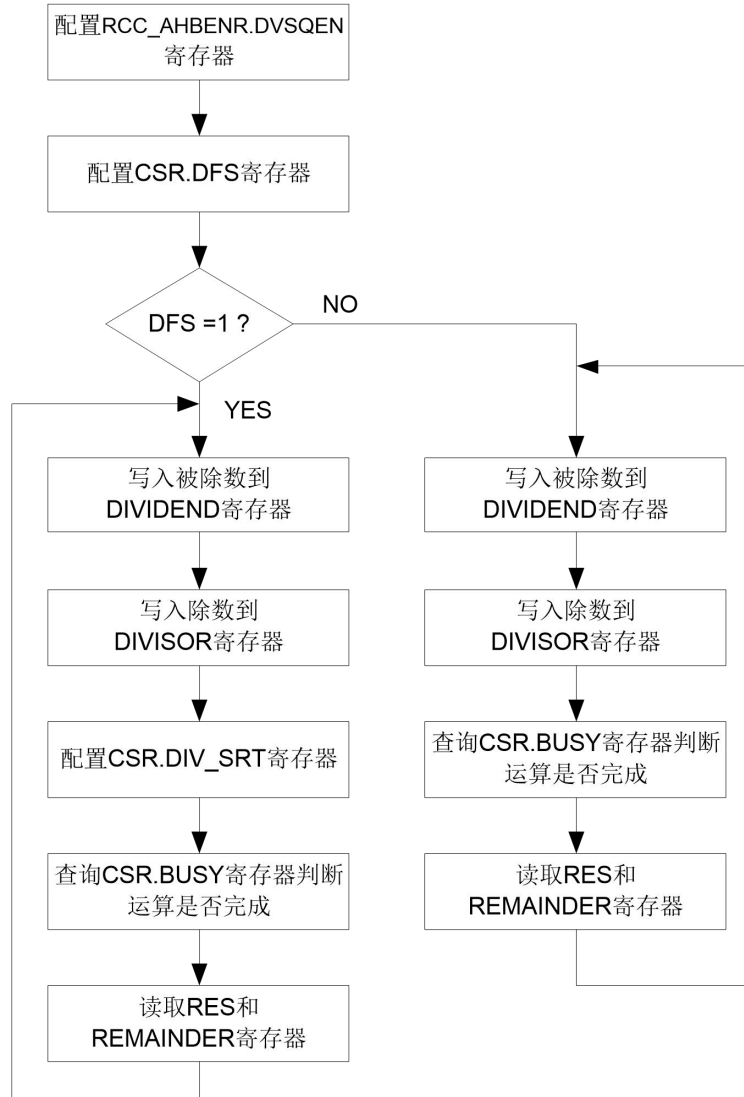 配置RCC_AHBENR.DVSQEN
寄存器
配置CSR.DFS寄存器
DFS =1 ?
NO
YES
写入被除数到
DIVIDEND寄存器
写入除数到
DIVISOR寄存器
配置CSR.DIV_SRT寄存器
查询CSR.BUSY寄存器判断
运算是否完成
读取RES和
REMAINDER寄存器
写入被除数到
DIVIDEND寄存器
写入除数到
DIVISOR寄存器
查询CSR.BUSY寄存器判断
运算是否完成
读取RES和
REMAINDER寄存器